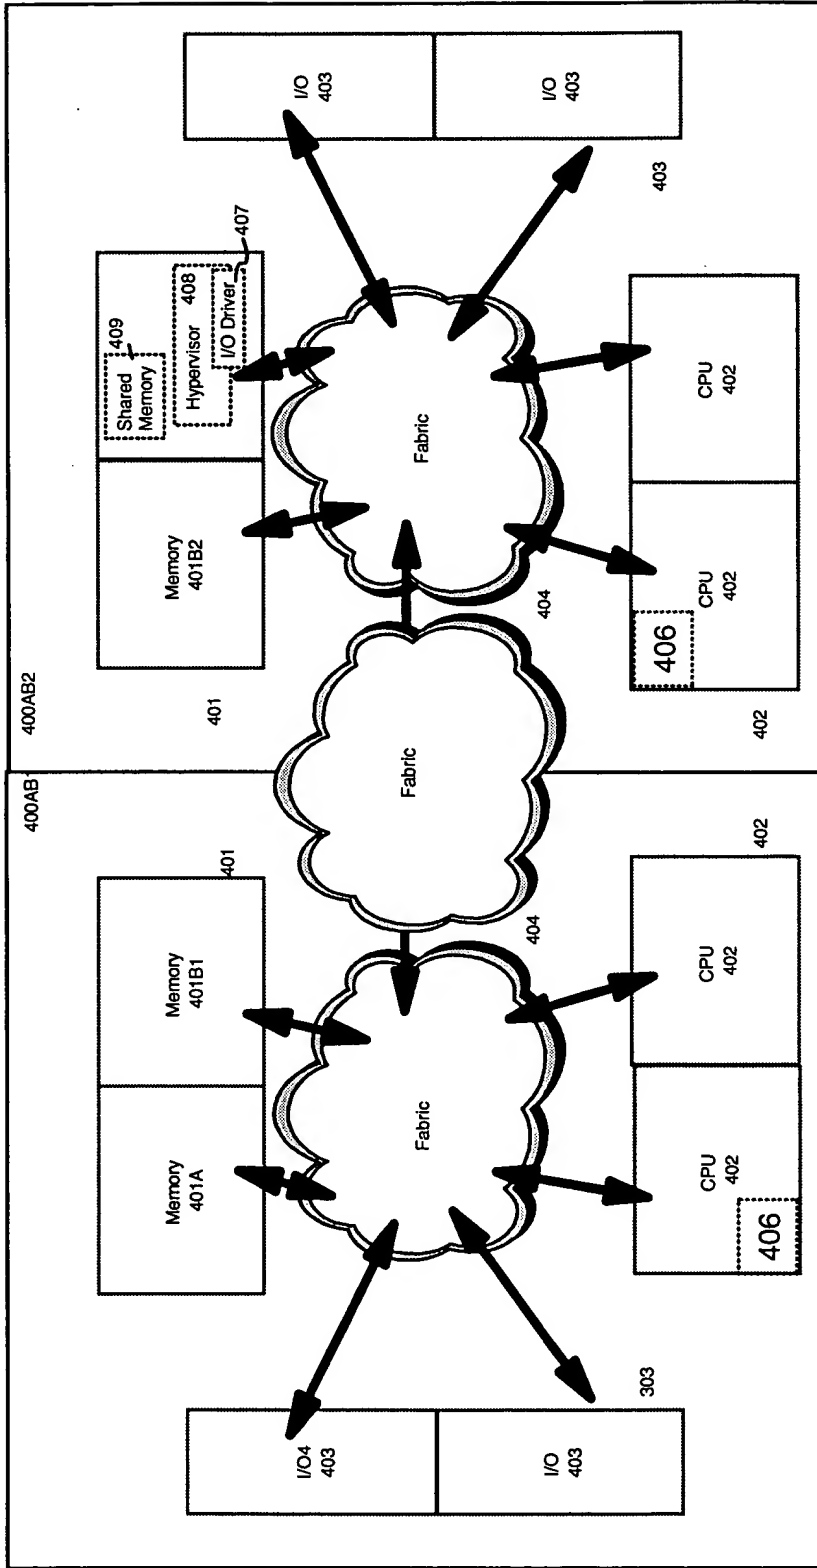 400AB1
400AB2
Memory
401A
Memory
401B1
401
401
Memory
401B2
Shared
Memory
409
Hypervisor
408
I/O Driver
407
I/O4
403
I/O
403
303
Fabric
404
Fabric
404
Fabric
I/O
403
I/O
403
403
CPU
402
406
CPU
402
402
402
CPU
402
406
CPU
402